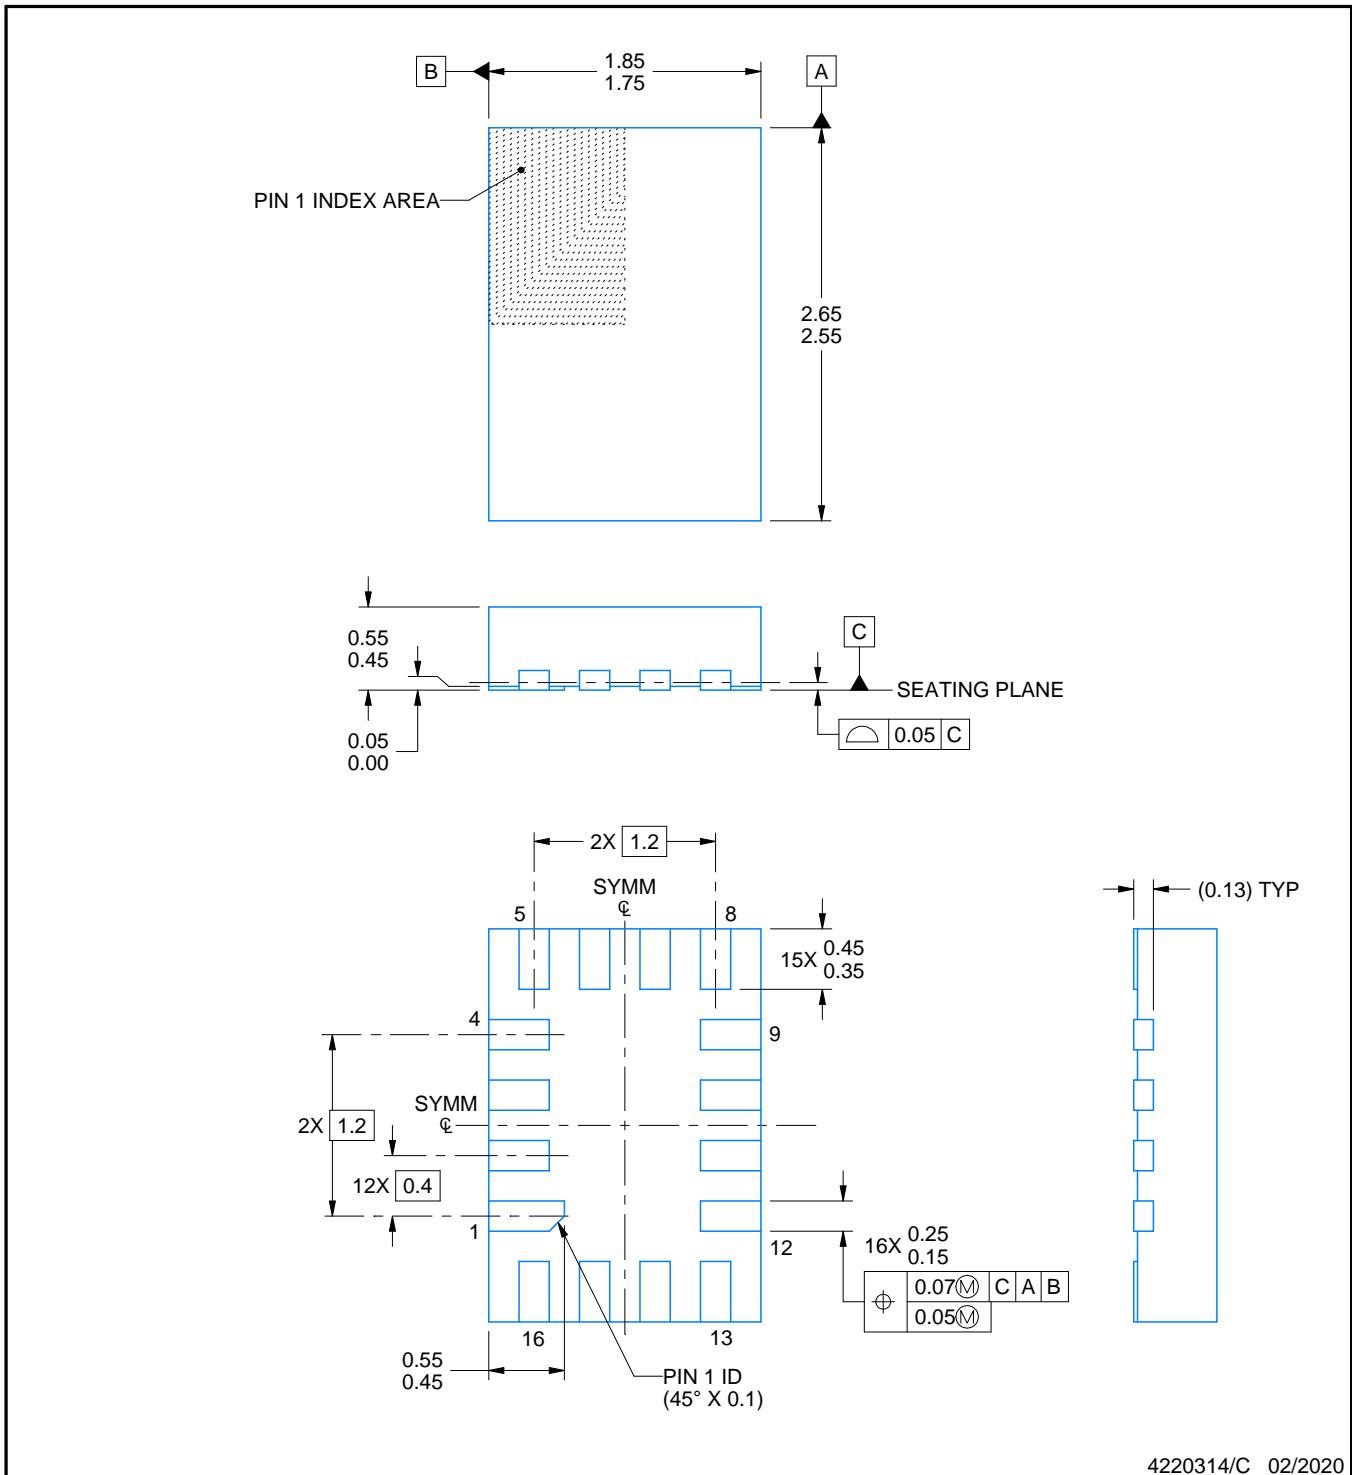 B
1.85
1.75
A
PIN 1 INDEX AREA
2.65
2.55
0.55
0.45
C
SEATING PLANE
0.05
0.00
0.05 C
2X 1.2
SYMM
℄
5
8
(0.13) TYP
15X 0.45
0.35
4
9
SYMM
℄
2X 1.2
12X 0.4
1
12
16X 0.25
0.15
0.07Ⓜ C A B
0.05Ⓜ
16
13
0.55
0.45
PIN 1 ID
(45° X 0.1)
4220314/C 02/2020